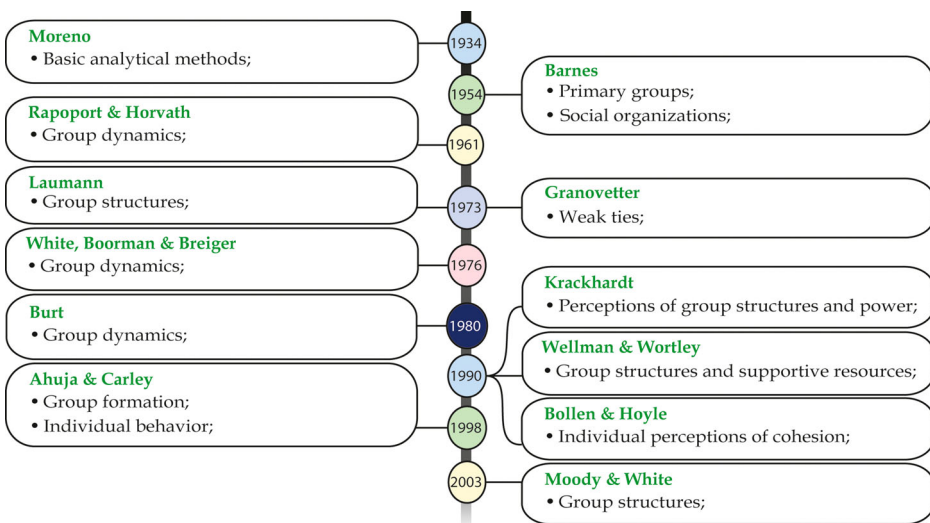 Moreno
• Basic analytical methods;
1934
Barnes
• Primary groups;
• Social organizations;
1954
Rapoport & Horvath
• Group dynamics;
1961
Laumann
• Group structures;
1973
Granovetter
• Weak ties;
White, Boorman & Breiger
• Group dynamics;
1976
Burt
• Group dynamics;
1980
Krackhardt
• Perceptions of group structures and power;
1990
Wellman & Wortley
• Group structures and supportive resources;
Bollen & Hoyle
• Individual perceptions of cohesion;
Ahuja & Carley
• Group formation;
• Individual behavior;
1998
2003
Moody & White
• Group structures;